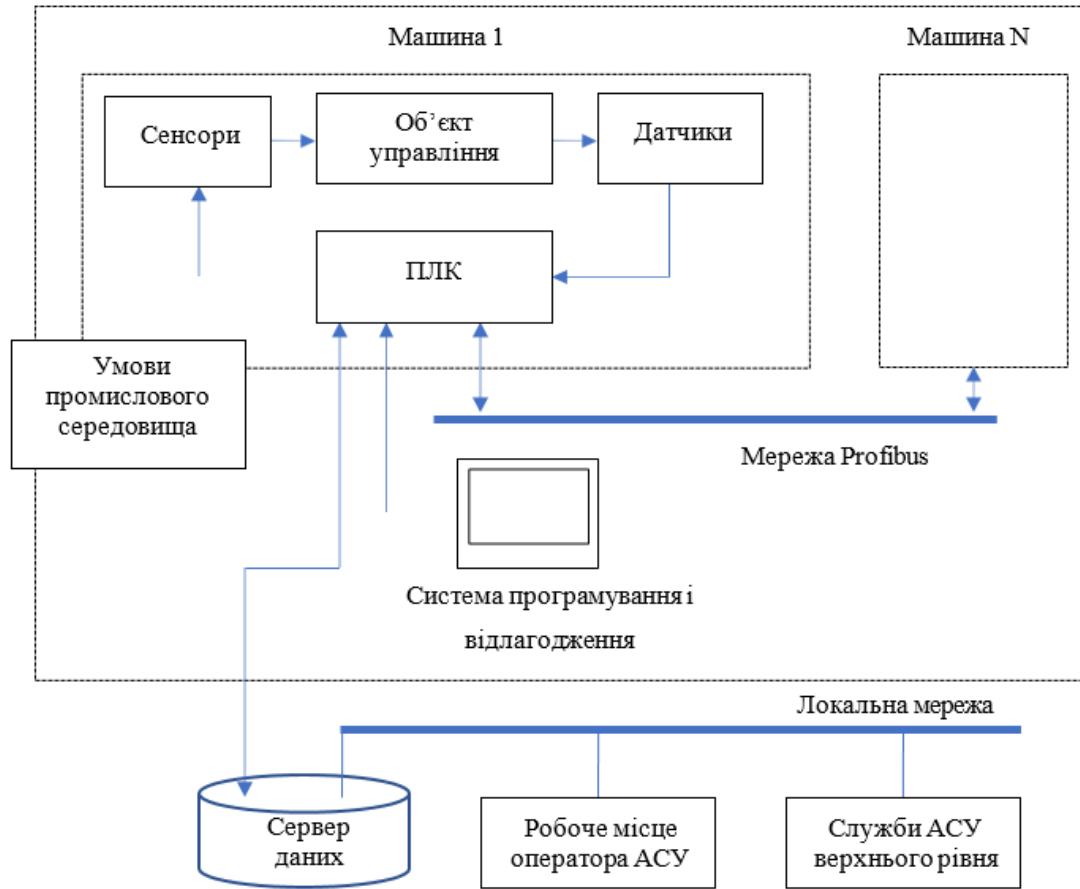 Машина 1
Машина N
Сенсори
Об’єкт
управління
Датчики
ПЛК
Умови
промислового
середовища
Мережа Profibus
Система програмування і
відлагодження
Локальна мережа
Сервер
даних
Робоче місце
оператора АСУ
Служби АСУ
верхнього рівня